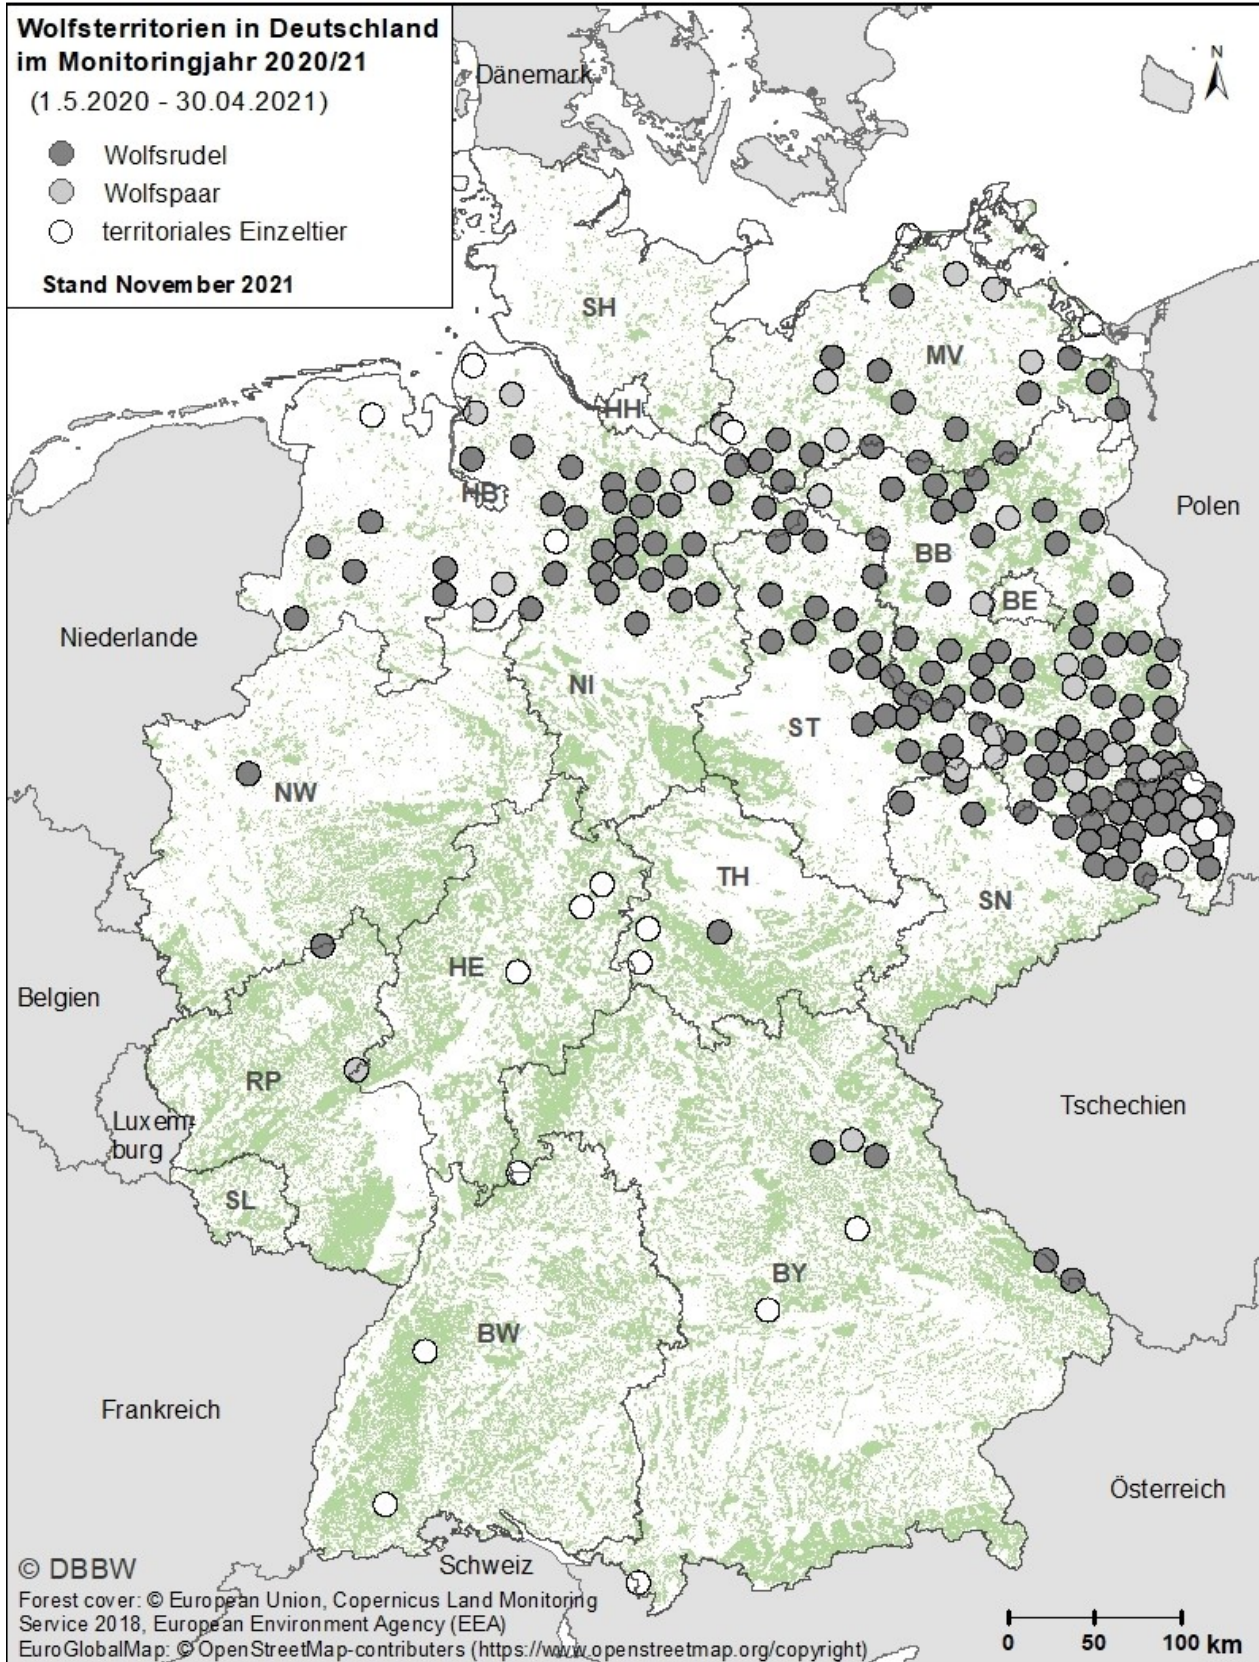 Wolfsterritorien in Deutschland
im Monitoringjahr 2020/21
(1.5.2020 - 30.04.2021)
Wolfsrudel
Wolfspaar
territoriales Einzeltier
Stand November 2021
Dänemark
N
SH
MV
HH
HB
Polen
BB
BE
Niederlande
NI
ST
NW
TH
SN
HE
Belgien
RP
Luxem-
burg
Tschechien
SL
BY
BW
Frankreich
Österreich
Schweiz
© DBBW
Forest cover: © European Union, Copernicus Land Monitoring
Service 2018, European Environment Agency (EEA)
EuroGlobalMap: © OpenStreetMap-contributers (https://www.openstreetmap.org/copyright)
0 50 100 km